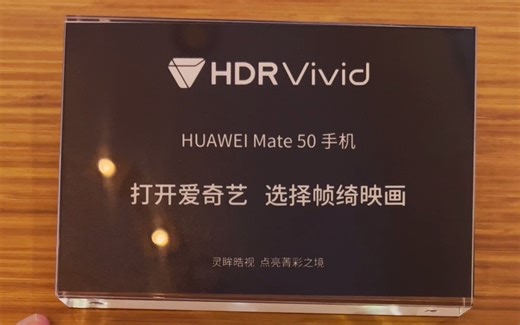 HDR Vivid
HUAWEI Mate 50 手机
打开爱奇艺 选择帧绮映画
灵眸皓视 点亮菁彩之境